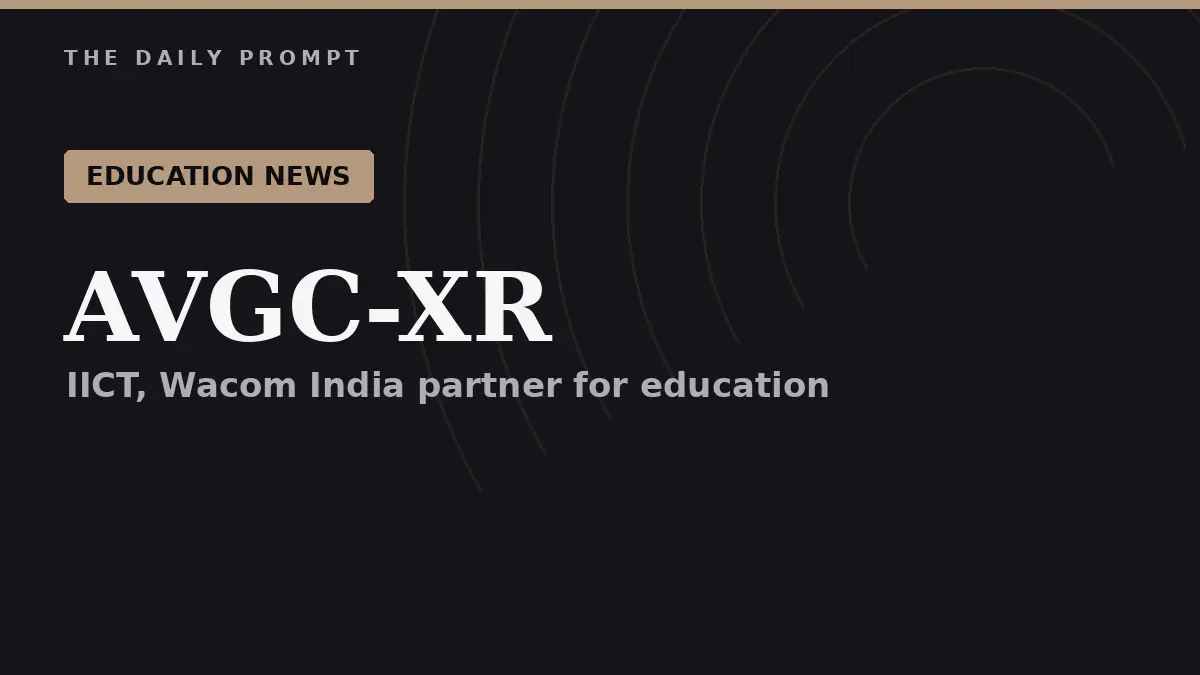 THE DAILY PROMPT
EDUCATION NEWS
AVGC-XR
IICT, Wacom India partner for education